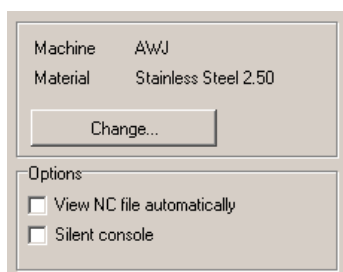 Machine AWJ
Material Stainless Steel 2.50
Change...
Options
View NC file automatically
Silent console